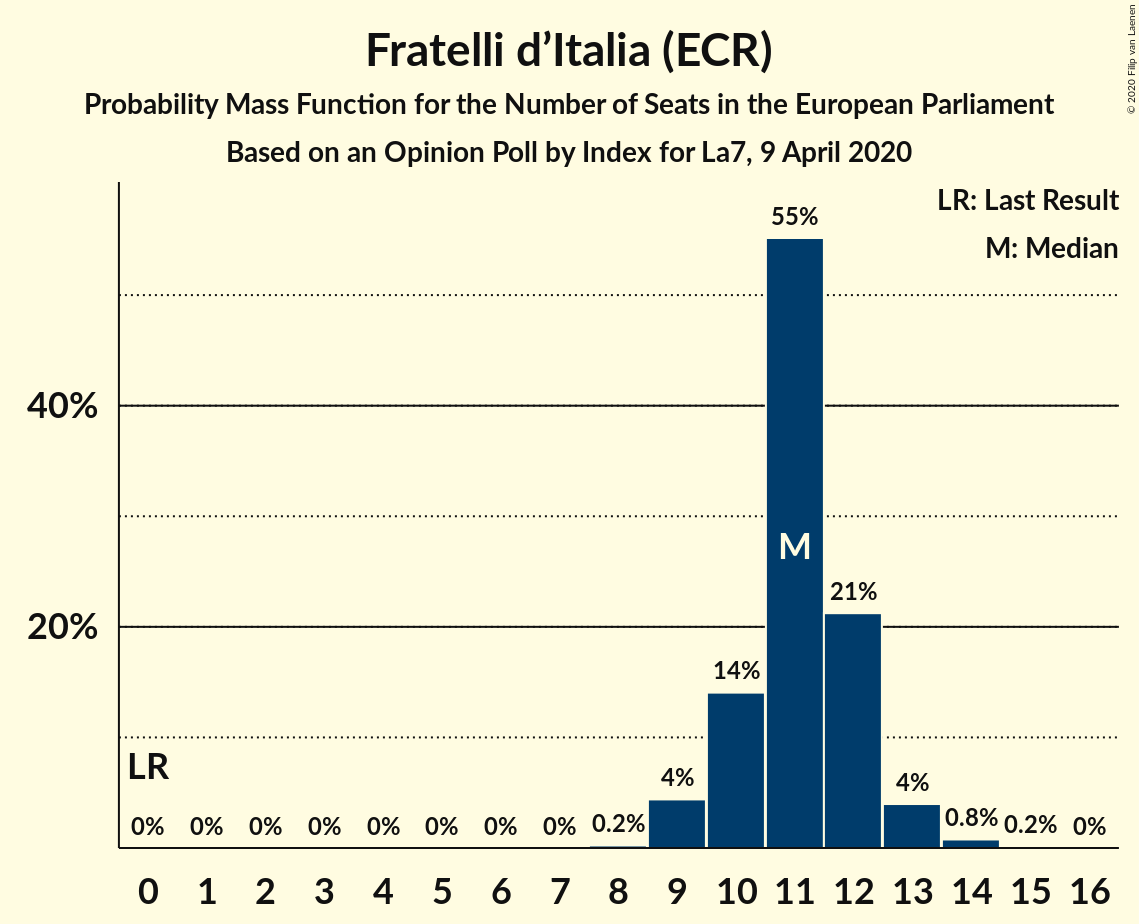 Fratelli d’Italia (ECR)
Probability Mass Function for the Number of Seats in the European Parliament
Based on an Opinion Poll by Index for La7, 9 April 2020
© 2020 Filip van Laenen
LR: Last Result
M: Median
55%
40%
M
21%
20%
14%
LR
4%
4%
0% 0% 0% 0% 0% 0% 0% 0% 0.2% 0.8% 0.2% 0%
0 1 2 3 4 5 6 7 8 9 10 11 12 13 14 15 16